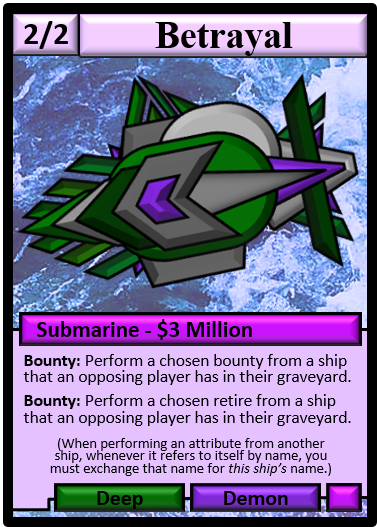 2/2 Betrayal
Submarine - $3 Million
Bounty: Perform a chosen bounty from a ship
that an opposing player has in their graveyard.
Bounty: Perform a chosen retire from a ship
that an opposing player has in their graveyard.
(When performing an attribute from another
ship, whenever it refers to itself by name, you
must exchange that name for this ship's name.)
Deep Demon